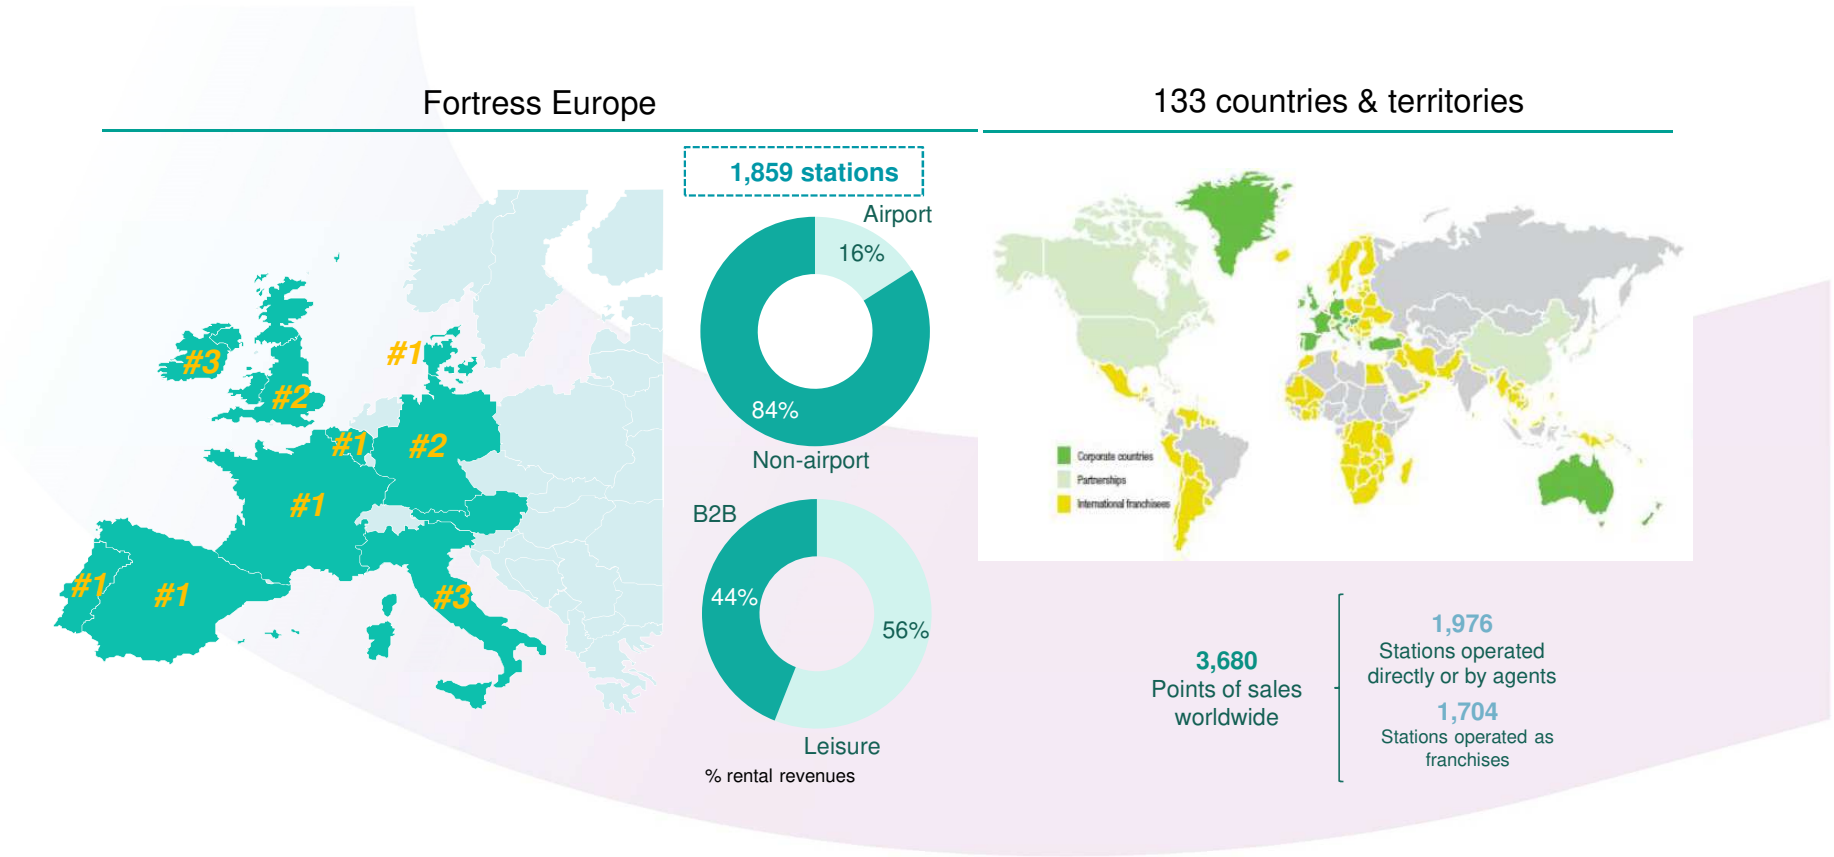 Fortress Europe
133 countries & territories
1,859 stations
#3
#2
#1
#1
#2
#1
#1
#1
#3
Airport
16%
84%
Non-airport
B2B
44%
56%
Leisure
% rental revenues
Corporate countries
Partnerships
International franchisees
3,680
Points of sales
worldwide
1,976
Stations operated
directly or by agents
1,704
Stations operated as
franchises